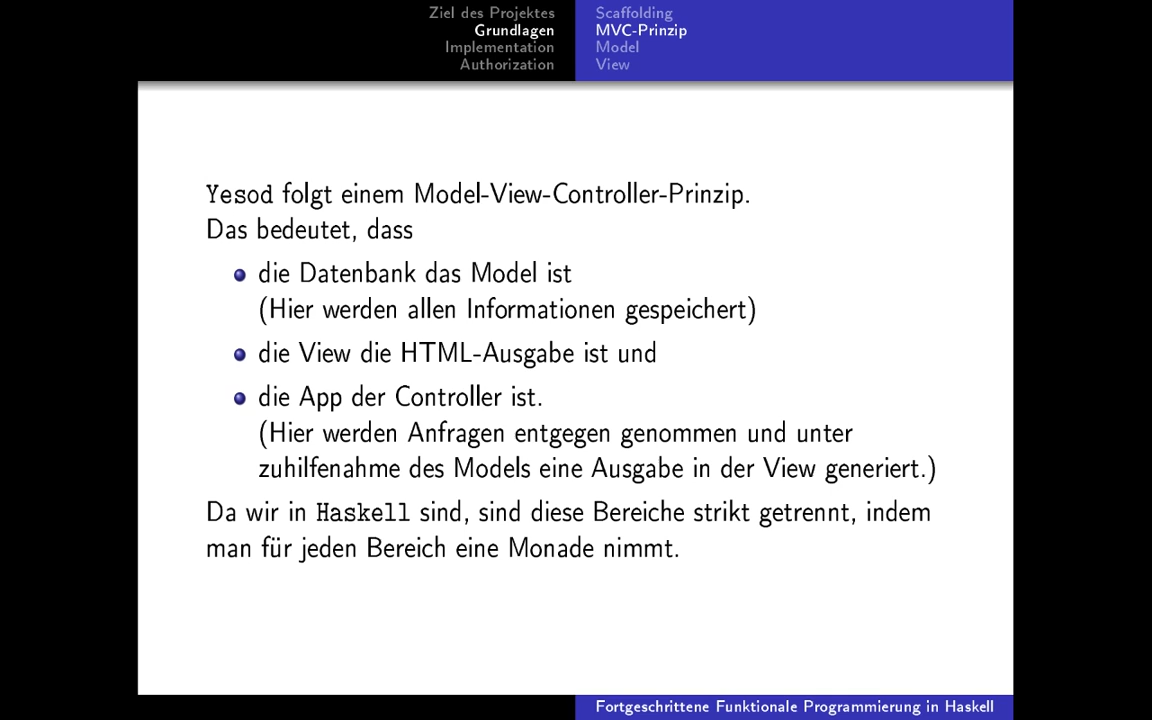 Ziel des Projektes
Grundlagen
Implementation
Authorization
Scaffolding
MVC-Prinzip
Model
View
Yesod folgt einem Model-View-Controller-Prinzip.
Das bedeutet, dass
die Datenbank das Model ist
(Hier werden allen Informationen gespeichert)
die View die HTML-Ausgabe ist und
die App der Controller ist.
(Hier werden Anfragen entgegen genommen und unter
zuhilfenahme des Models eine Ausgabe in der View generiert.)
Da wir in Haskell sind, sind diese Bereiche strikt getrennt, indem
man für jeden Bereich eine Monade nimmt.
Fortgeschrittene Funktionale Programmierung in Haskell